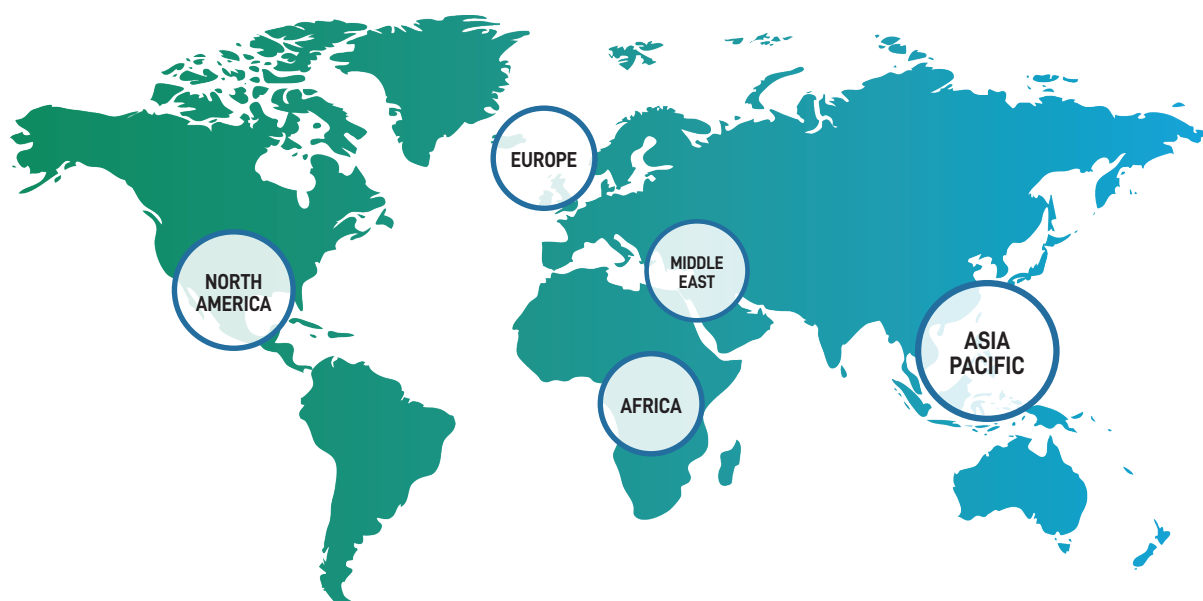 EUROPE
NORTH
AMERICA
MIDDLE
EAST
ASIA
PACIFIC
AFRICA